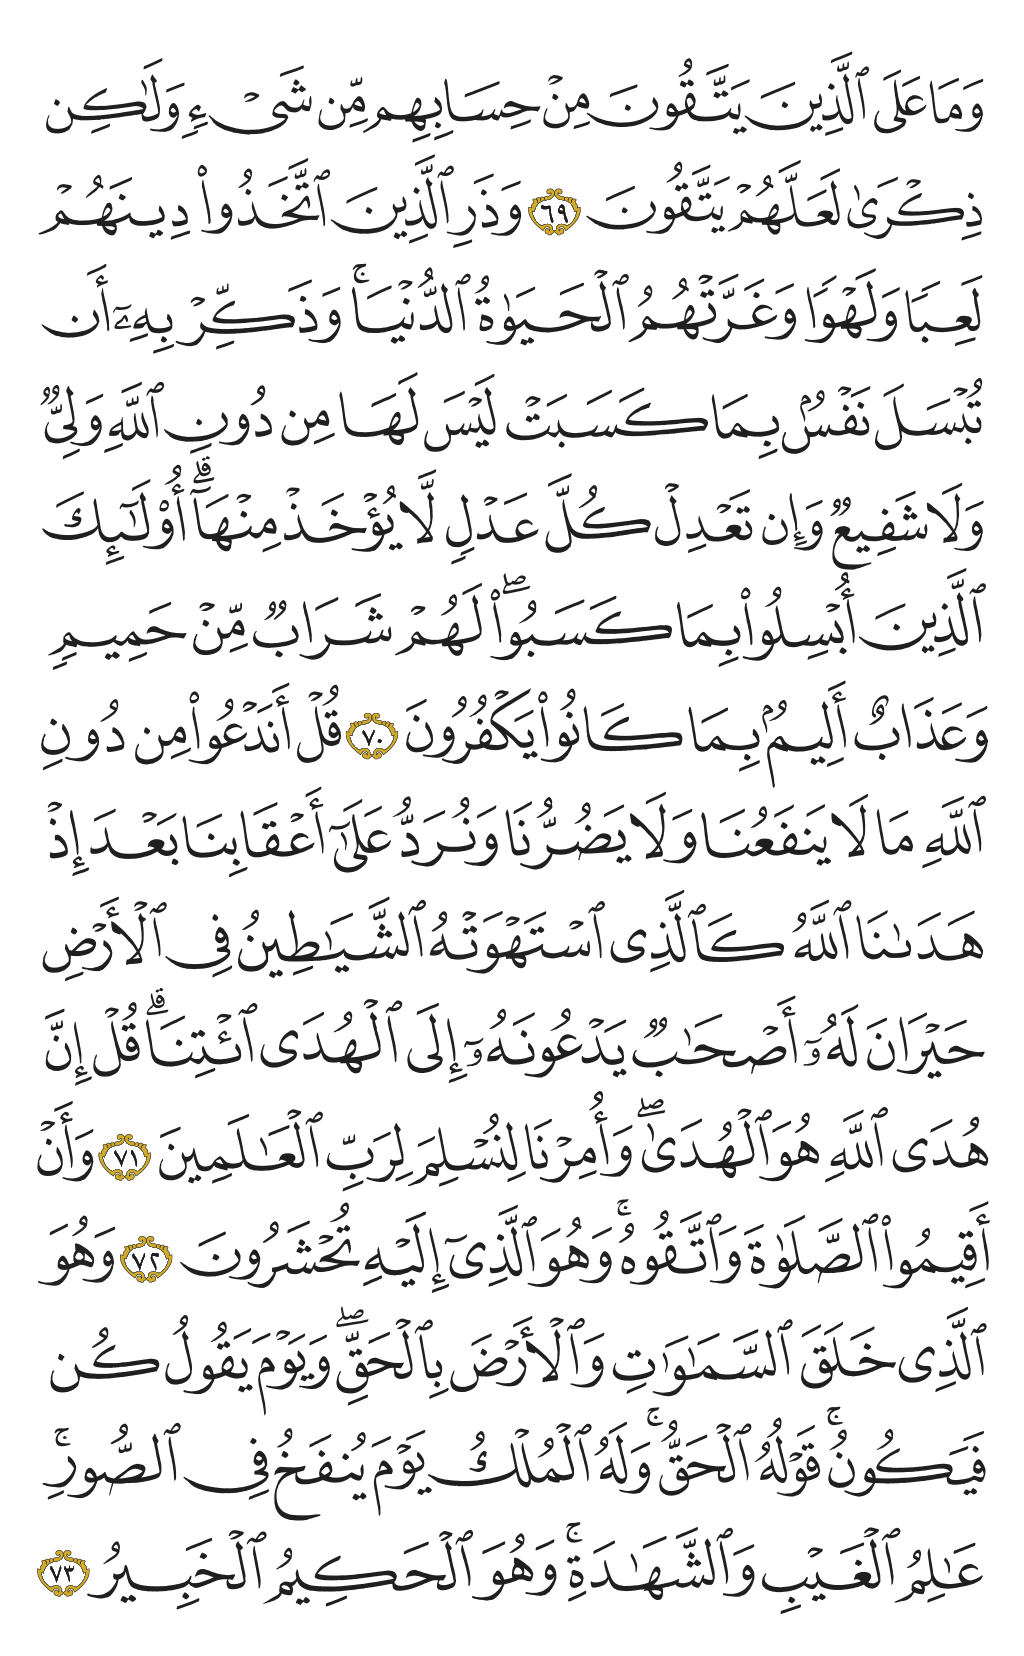 وَمَا عَلَى ٱلَّذِينَ يَتَّقُونَ مِنۡ حِسَابِهِم مِّن شَىۡءٖ وَلَٰكِن
ذِكۡرَىٰ لَعَلَّهُمۡ يَتَّقُونَ ٦٩ وَذَرِ ٱلَّذِينَ ٱتَّخَذُواْ دِينَهُمۡ
لَعِبٗا وَلَهۡوٗا وَغَرَّتۡهُمُ ٱلۡحَيَوٰةُ ٱلدُّنۡيَاۚ وَذَكِّرۡ بِهِۦٓ أَن
تُبۡسَلَ نَفۡسُۢ بِمَا كَسَبَتۡ لَيۡسَ لَهَا مِن دُونِ ٱللَّهِ وَلِىّٞ
وَلَا شَفِيعٞ وَإِن تَعۡدِلۡ كُلَّ عَدۡلٖ لَّا يُؤۡخَذۡ مِنۡهَآۗ أُوْلَٰٓئِكَ
ٱلَّذِينَ أُبۡسِلُواْ بِمَا كَسَبُواْۖ لَهُمۡ شَرَابٞ مِّنۡ حَمِيمٖ
وَعَذَابٌ أَلِيمُۢ بِمَا كَانُواْ يَكۡفُرُونَ ٧٠ قُلۡ أَنَدۡعُواْ مِن دُونِ
ٱللَّهِ مَا لَا يَنفَعُنَا وَلَا يَضُرُّنَا وَنُرَدُّ عَلَىٰٓ أَعۡقَابِنَا بَعۡدَ إِذۡ
هَدَىٰنَا ٱللَّهُ كَٱلَّذِى ٱسۡتَهۡوَتۡهُ ٱلشَّيَٰطِينُ فِى ٱلۡأَرۡضِ
حَيۡرَانَ لَهُۥٓ أَصۡحَٰبٞ يَدۡعُونَهُۥٓ إِلَى ٱلۡهُدَى ٱئۡتِنَاۗ قُلۡ إِنَّ
هُدَى ٱللَّهِ هُوَ ٱلۡهُدَىٰۖ وَأُمِرۡنَا لِنُسۡلِمَ لِرَبِّ ٱلۡعَٰلَمِينَ ٧١ وَأَنۡ
أَقِيمُواْ ٱلصَّلَوٰةَ وَٱتَّقُوهُۚ وَهُوَ ٱلَّذِىٓ إِلَيۡهِ تُحۡشَرُونَ ٧٢ وَهُوَ
ٱلَّذِى خَلَقَ ٱلسَّمَٰوَٰتِ وَٱلۡأَرۡضَ بِٱلۡحَقِّۖ وَيَوۡمَ يَقُولُ كُن
فَيَكُونُۚ قَوۡلُهُ ٱلۡحَقُّۚ وَلَهُ ٱلۡمُلۡكُ يَوۡمَ يُنفَخُ فِى ٱلصُّورِۚ
عَٰلِمُ ٱلۡغَيۡبِ وَٱلشَّهَٰدَةِۚ وَهُوَ ٱلۡحَكِيمُ ٱلۡخَبِيرُ ٧٣